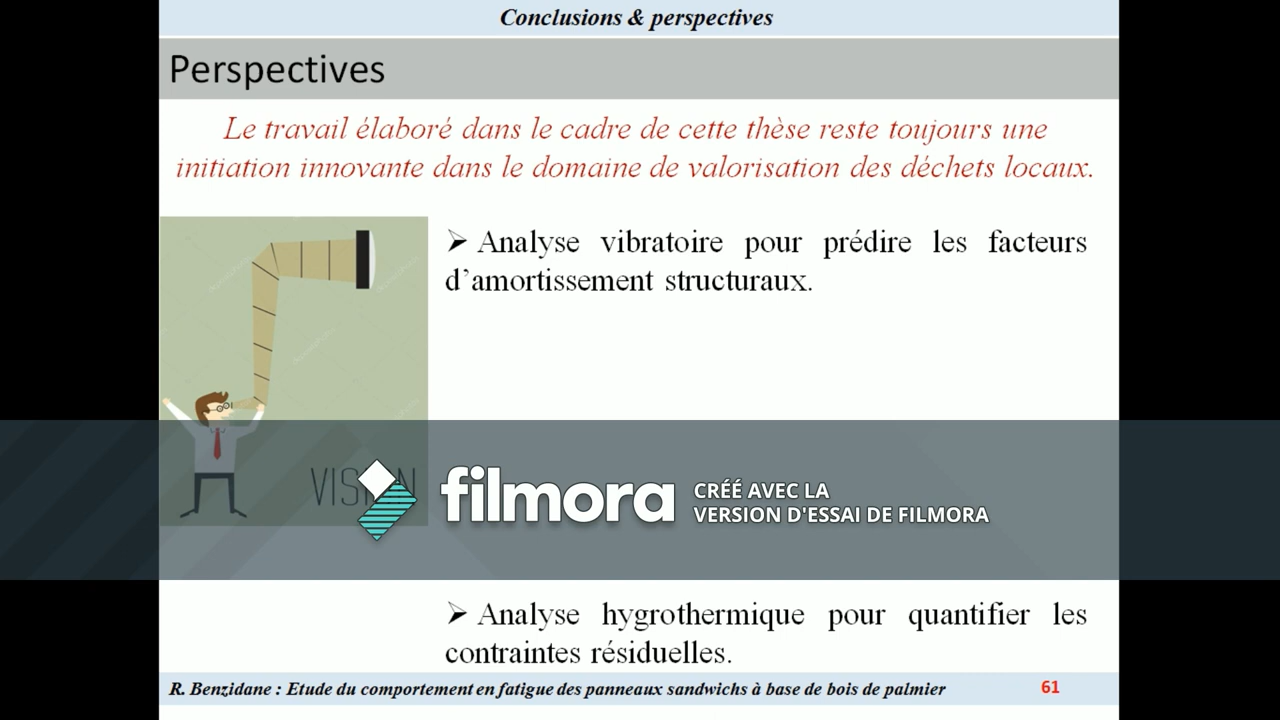 Conclusions & perspectives
Perspectives
Le travail élaboré dans le cadre de cette thèse reste toujours une
initiation innovante dans le domaine de valorisation des déchets locaux.
➢ Analyse vibratoire pour prédire les facteurs
d’amortissement structuraux.
filmora
CRÉÉ AVEC LA
VERSION D'ESSAI DE FILMORA
➢ Analyse hygrothermique pour quantifier les
contraintes résiduelles.
R. Benzidane : Etude du comportement en fatigue des panneaux sandwichs à base de bois de palmier
61